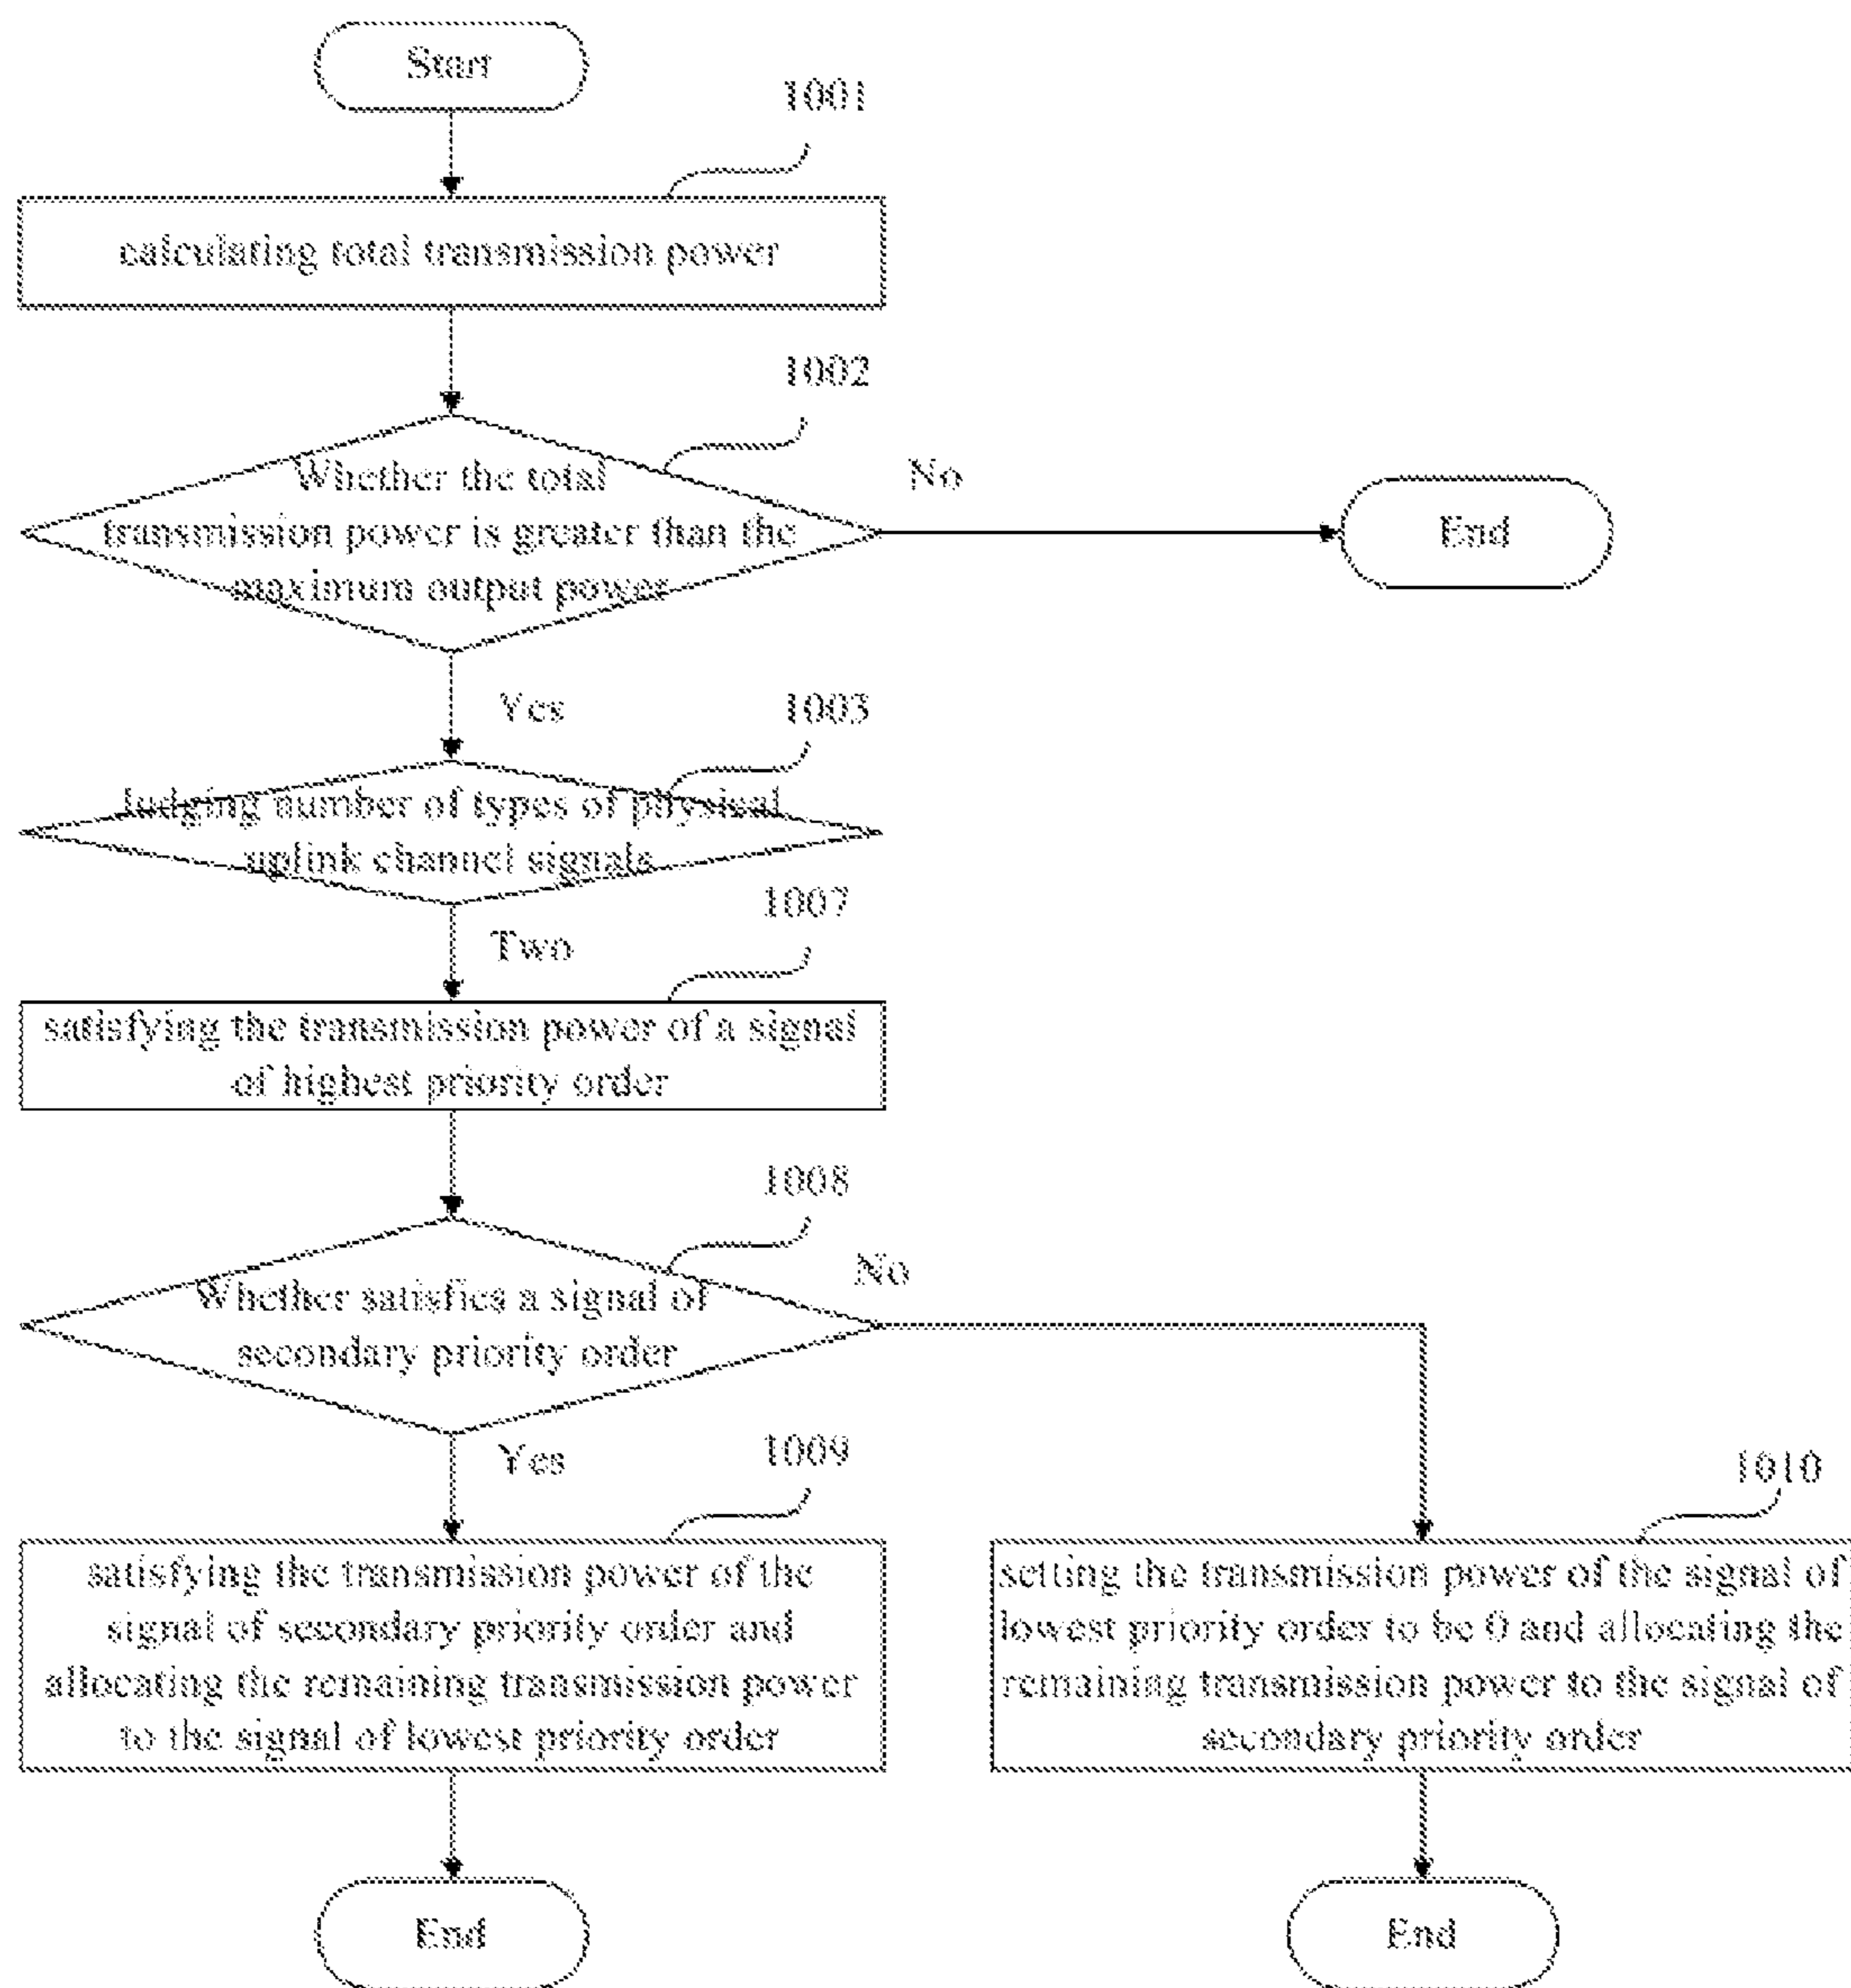 Start
1001
calculating total transmission power
1002
Whether the total
transmission power is greater than the
maximum output power
No
End
Yes
1003
Judging number of types of physical
uplink channel signals
1007
Two
satisfying the transmission power of a signal
of highest priority order
1008
Whether satisfies a signal of
secondary priority order
No
Yes
1009
1010
satisfying the transmission power of the
signal of secondary priority order and
allocating the remaining transmission power
to the signal of lowest priority order
setting the transmission power of the signal of
lowest priority order to be 0 and allocating the
remaining transmission power to the signal of
secondary priority order
End
End